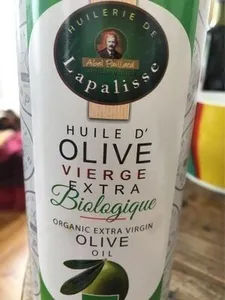 HUILERIE DE
Abel Paillard
Lapalisse
HUILE D'
OLIVE
VIERGE
EXTRA
Biologique
ORGANIC EXTRA VIRGIN
OLIVE
OIL